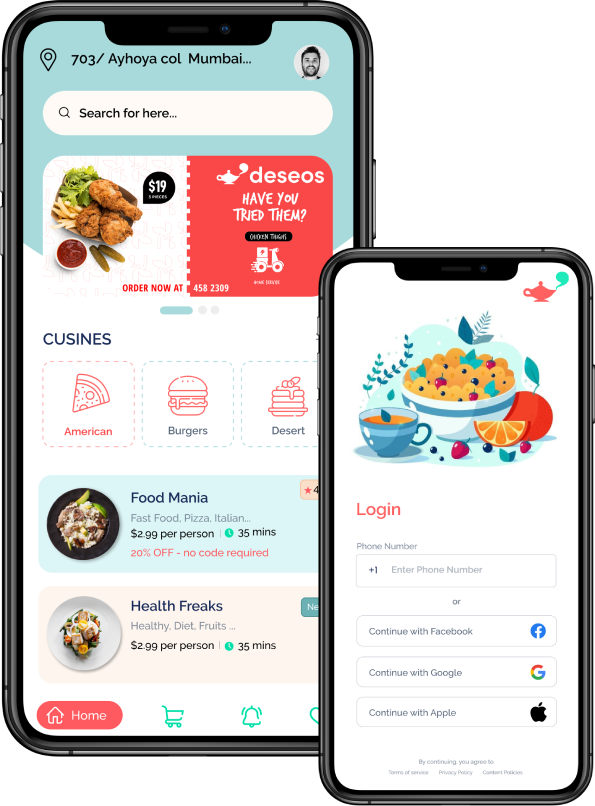 703/ Ayhoya col Mumbai...
Search for here...
$19
3 PIECES
deseos
HAVE YOU
TRIED THEM?
CHICKEN THIGHS
HOME SERVICE
ORDER NOW AT 458 2309
CUSINES
American
Burgers
Desert
Food Mania
4
Fast Food, Pizza, Italian...
$2.99 per person | 35 mins
20% OFF - no code required
Health Freaks
Ne
Healthy, Diet, Fruits ...
$2.99 per person | 35 mins
Home
Login
Phone Number
+1 Enter Phone Number
or
Continue with Facebook
Continue with Google
Continue with Apple
By continuing, you agree to
Terms of service Privacy Policy Content Policies